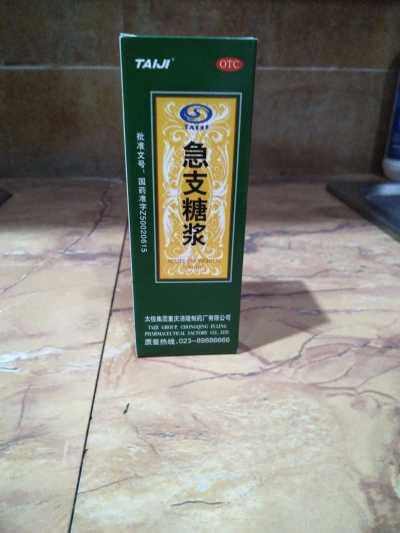 TAIJI
OTC
TAIJI
急支糖浆
批准文号：国药准字Z50020615
太极集团重庆涪陵制药厂有限公司
TAIJI GROUP, CHONGQING FULING
PHARMACEUTICAL FACTORY CO., LTD
质量热线：023-89886666